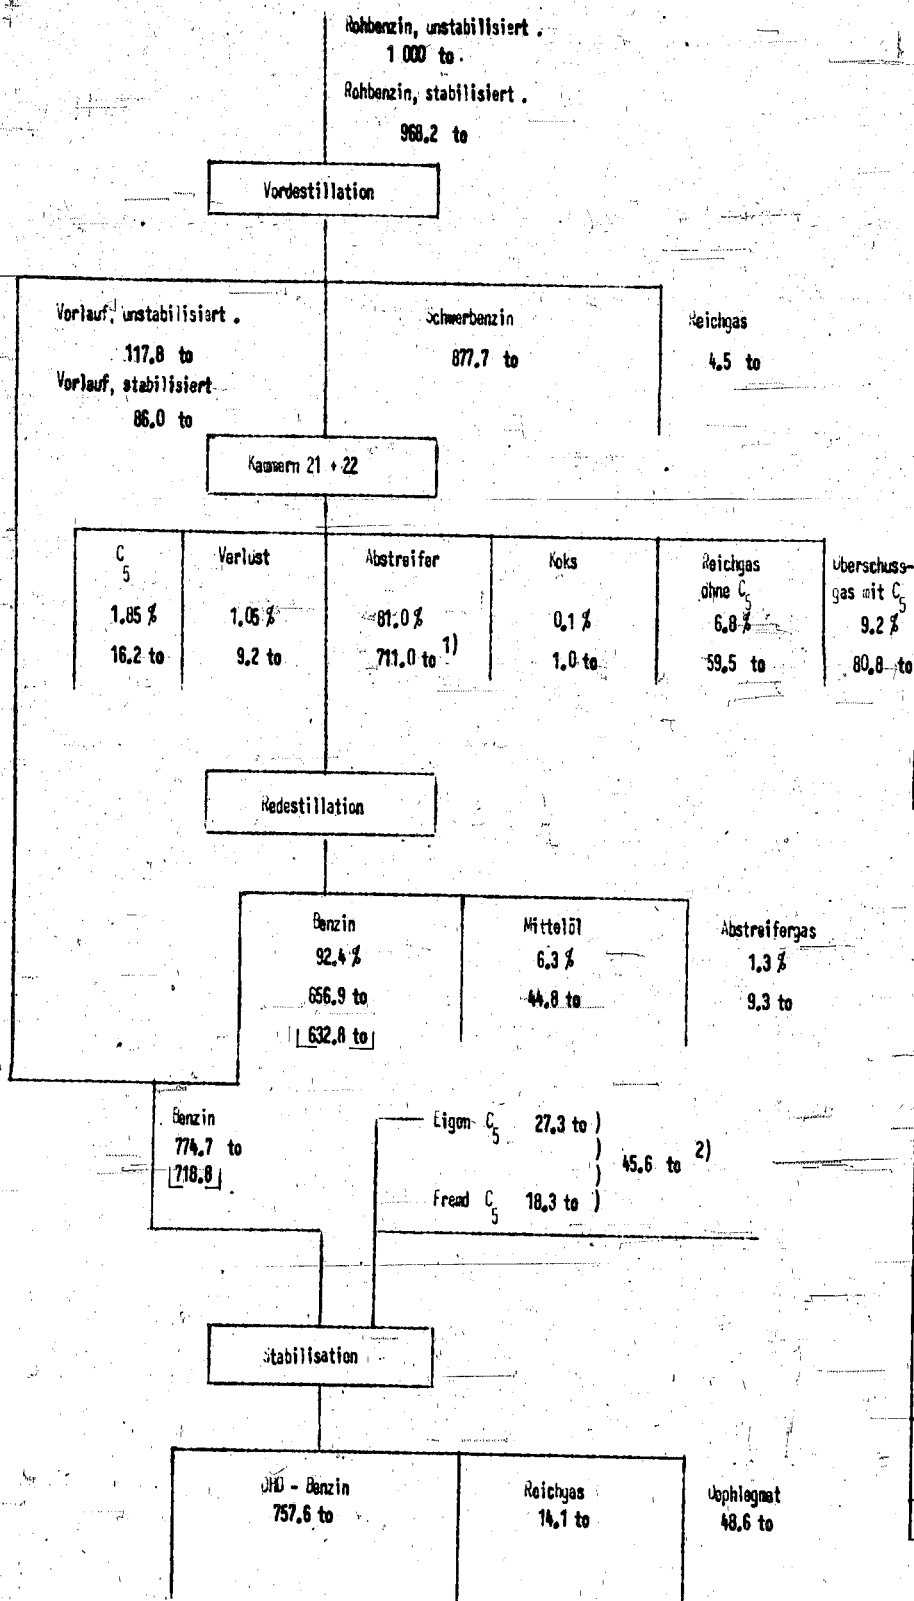 Rohbenzin, unstabilisiert .
1 000 to .
Rohbenzin, stabilisiert .
968.2 to
Vordestillation
Vorlauf, unstabilisiert .
117.8 to
Vorlauf, stabilisiert
86.0 to
Schwerbenzin
877.7 to
Reichgas
4.5 to
Kammern 21 + 22
C5
1.85 %
16.2 to
Verlust
1.05 %
9.2 to
Abstreifer
81.0 %
711.0 to 1)
Koks
0.1 %
1.0 to
Reichgas
ohne C5
6.8 %
59.5 to
Uberschuss-
gas mit C5
9.2 %
80.8 to
Redestillation
Benzin
92.4 %
656.9 to
632.8 to
Mittelöl
6.3 %
44.8 to
Abstreifergas
1.3 %
9.3 to
Benzin
774.7 to
718.8
Eigen C5 27.3 to )
) 45.6 to 2)
)
Fremd C5 18.3 to )
Stabilisation
DHD - Benzin
757.6 to
Reichgas
14.1 to
Dephlegmat
48.6 to